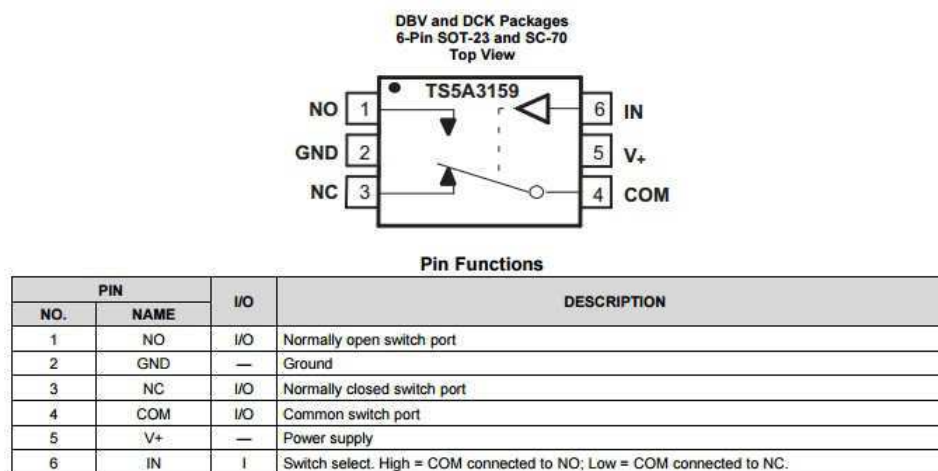 DBV and DCK Packages
6-Pin SOT-23 and SC-70
Top View
TS5A3159
NO 1
6 IN
GND 2
5 V+
NC 3
4 COM
Pin Functions
PIN I/O DESCRIPTION
NO. NAME
1 NO I/O Normally open switch port
2 GND — Ground
3 NC I/O Normally closed switch port
4 COM I/O Common switch port
5 V+ — Power supply
6 IN I Switch select. High = COM connected to NO; Low = COM connected to NC.